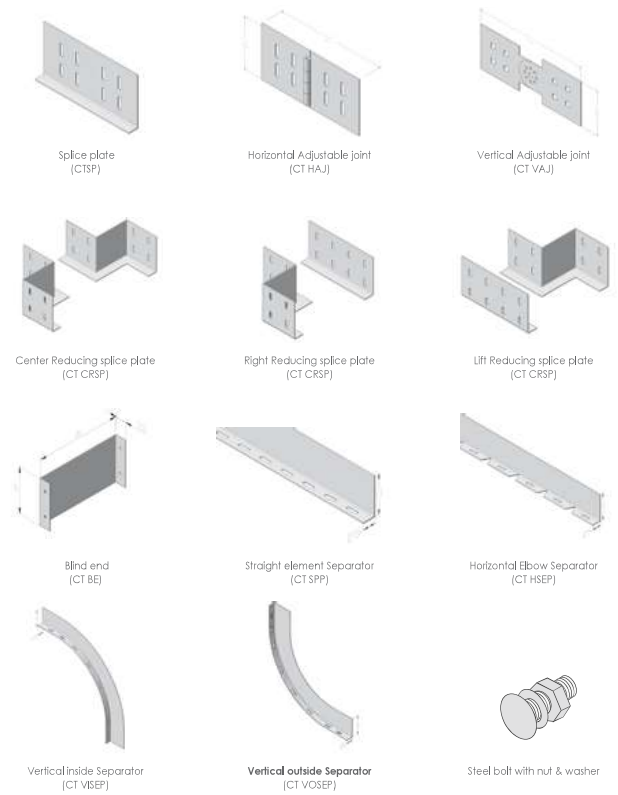 Splice plate
(CTSP)
Horizontal Adjustable joint
(CT HAJ)
Vertical Adjustable joint
(CT VAJ)
Center Reducing splice plate
(CT CRSP)
Right Reducing splice plate
(CT CRSP)
Lift Reducing splice plate
(CT CRSP)
Blind end
(CT BE)
Straight element Separator
(CT SPP)
Horizontal Elbow Separator
(CT HSEP)
Vertical inside Separator
(CT VISEP)
Vertical outside Separator
(CT VOSEP)
Steel bolt with nut & washer